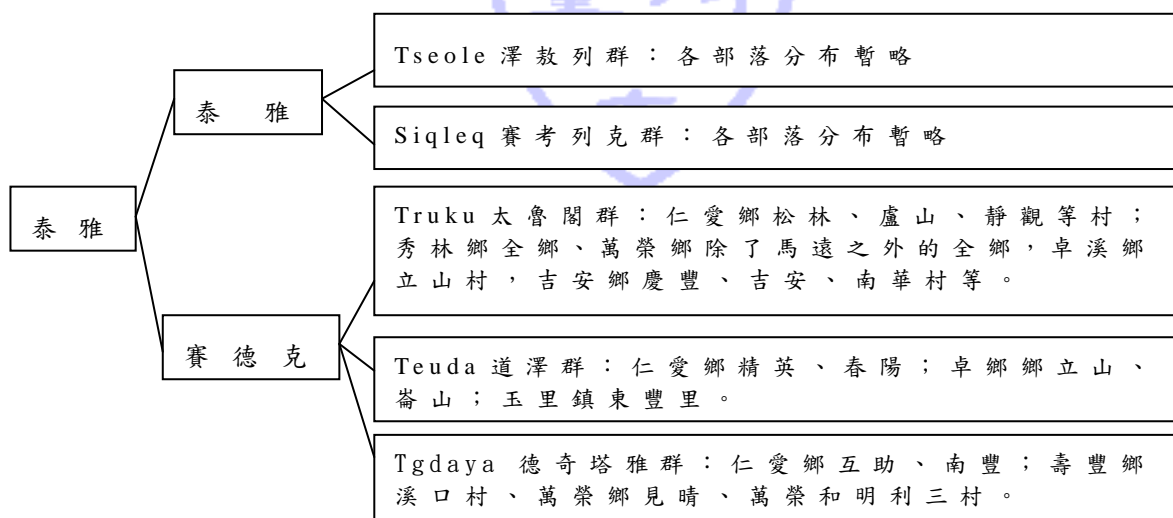 Tseole 澤敖列群：各部落分布暫略
泰 雅
Siqleq 賽考列克群：各部落分布暫略
泰 雅
Truku 太魯閣群：仁愛鄉松林、盧山、靜觀等村；
秀林鄉全鄉、萬榮鄉除了馬遠之外的全鄉，卓溪鄉
立山村，吉安鄉慶豐、吉安、南華村等。
賽 德 克
Teuda 道澤群：仁愛鄉精英、春陽；卓鄉鄉立山、
崙山；玉里鎮東豐里。
Tgdaya 德奇塔雅群：仁愛鄉互助、南豐；壽豐鄉
溪口村、萬榮鄉見晴、萬榮和明利三村。